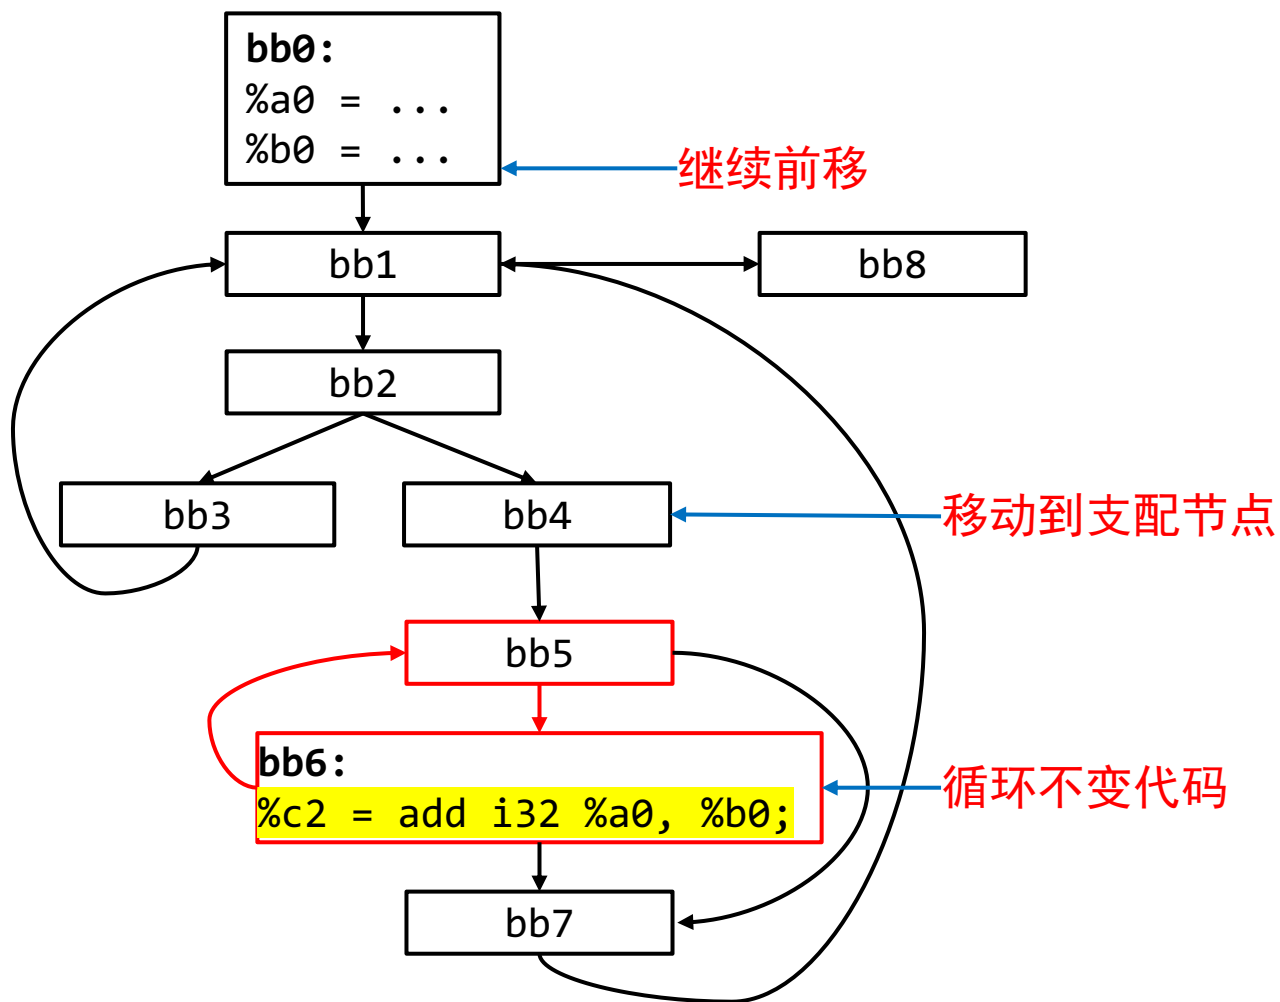 bb0:
%a0 = ...
%b0 = ...
继续前移
bb1
bb8
bb2
bb3
bb4
移动到支配节点
bb5
bb6:
%c2 = add i32 %a0, %b0;
循环不变代码
bb7